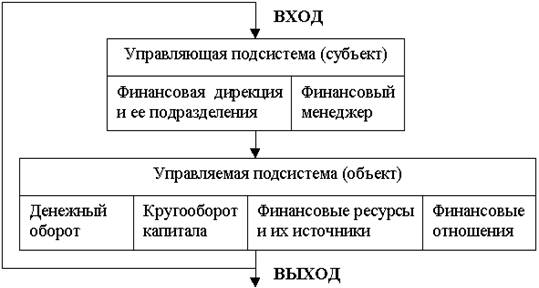 ВХОД
Управляющая подсистема (субъект)
Финансовая дирекция
и ее подразделения
Финансовый
менеджер
Управляемая подсистема (объект)
Денежный
оборот
Кругооборот
капитала
Финансовые ресурсы
и их источники
Финансовые
отношения
ВЫХОД